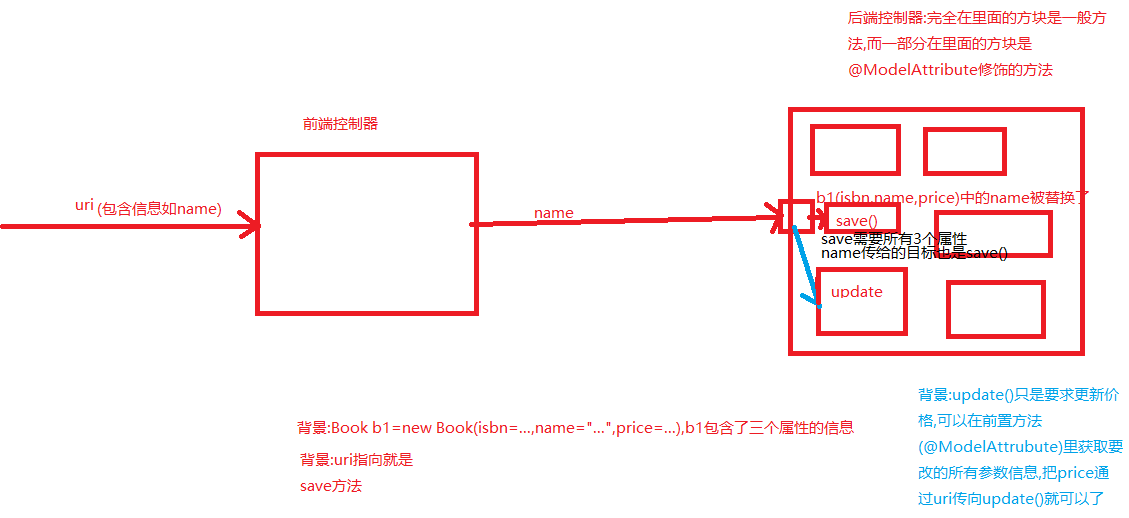 后端控制器:完全在里面的方块是一般方
法,而一部分在里面的方块是
@ModelAttribute修饰的方法
前端控制器
uri (包含信息如name)
name
b1(isbn,name,price)中的name被替换了
save()
save需要所有3个属性
name传给的目标也是save()
update
背景:Book b1=new Book(isbn=...,name="...",price=...),b1包含了三个属性的信息
背景:uri指向就是
save方法
背景:update()只是要求更新价
格,可以在前置方法
(@ModelAttrubute)里获取要
改的所有参数信息,把price通
过uri传向update()就可以了